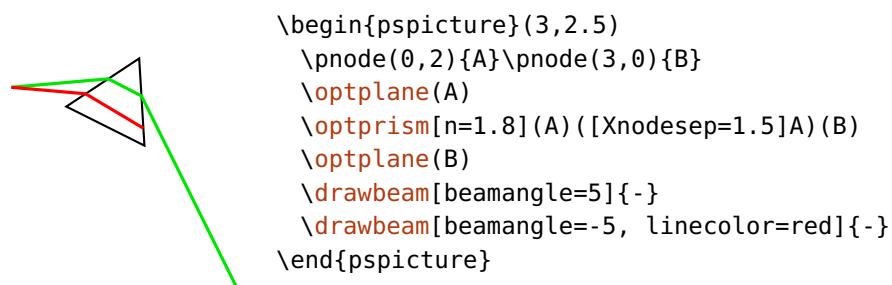 \begin{pspicture}(3,2.5)
  \pnode(0,2){A}\pnode(3,0){B}
  \optplane(A)
  \optprism[n=1.8](A)([Xnodesep=1.5]A)(B)
  \optplane(B)
  \drawbeam[beamangle=5]{-}
  \drawbeam[beamangle=-5, linecolor=red]{-}
\end{pspicture}